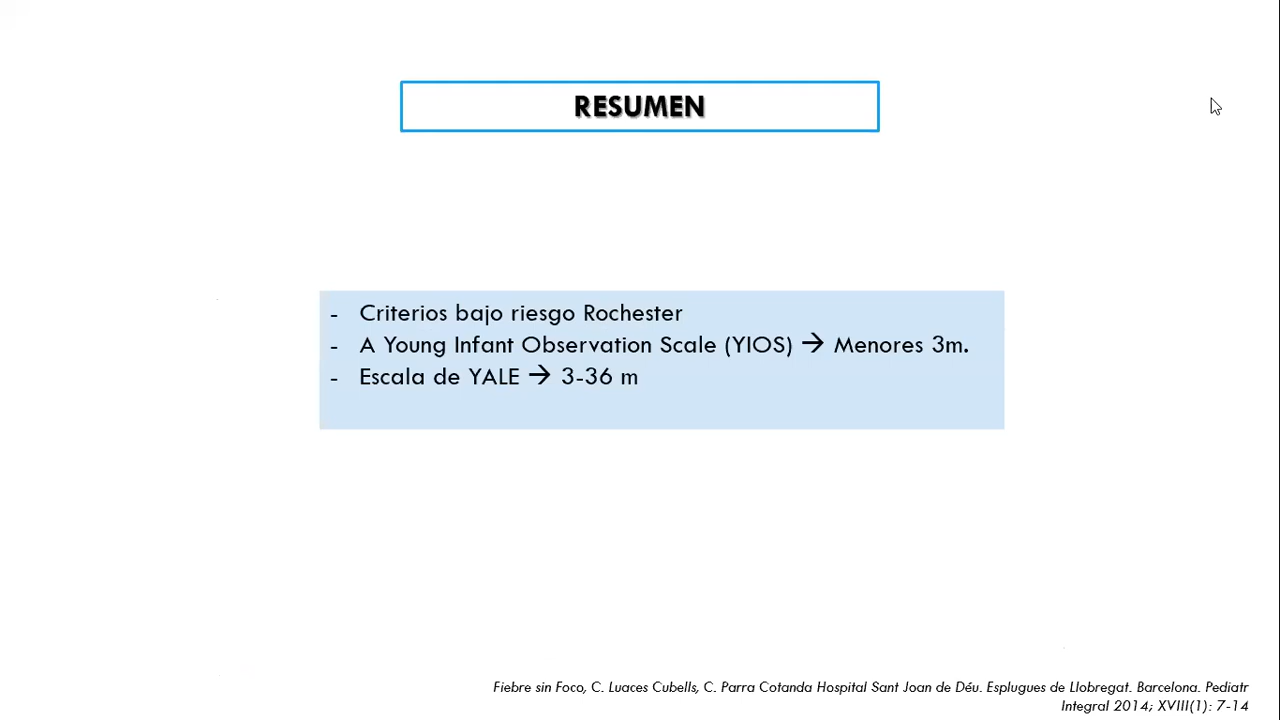 RESUMEN
- Criterios bajo riesgo Rochester
- A Young Infant Observation Scale (YIOS) → Menores 3m.
- Escala de YALE → 3-36 m
Fiebre sin Foco, C. Luaces Cubells, C. Parra Cotanda Hospital Sant Joan de Déu. Esplugues de Llobregat. Barcelona. Pediatr
Integral 2014; XVIII(1): 7-14